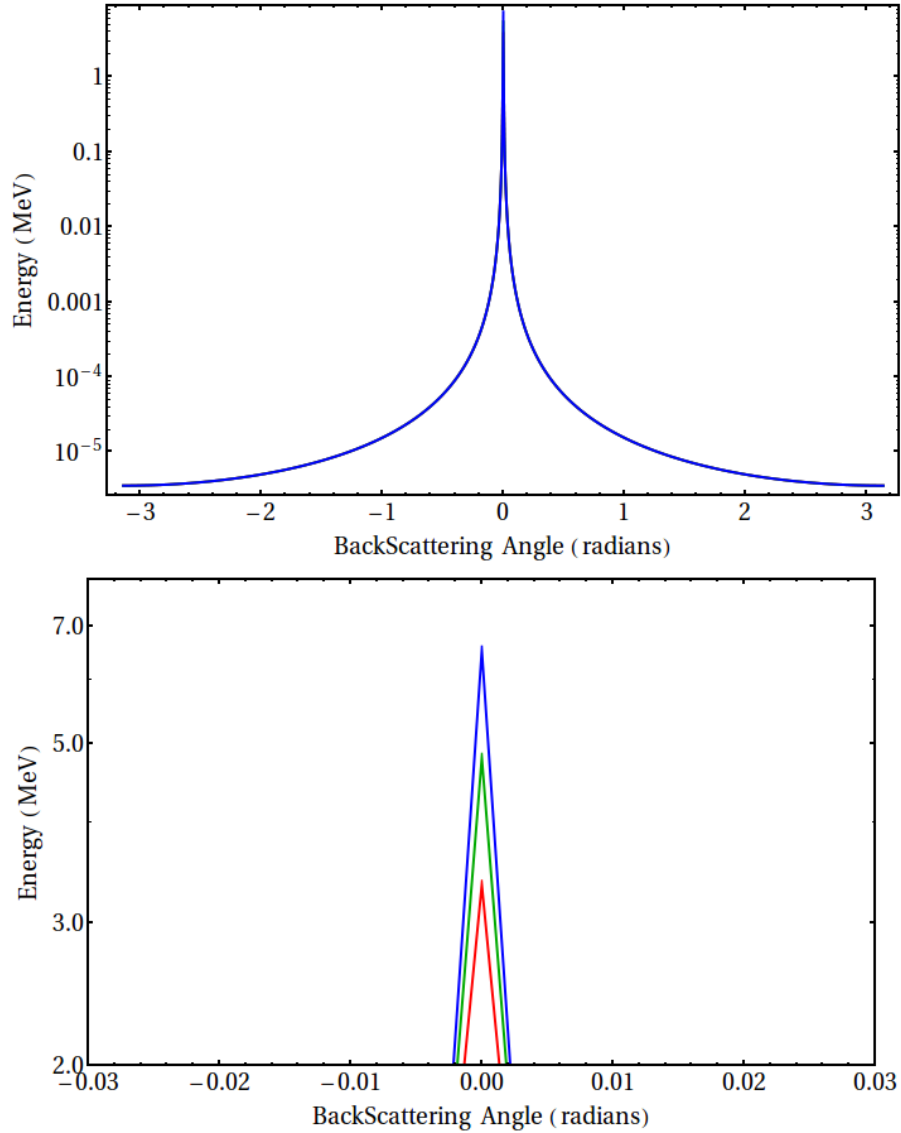 1
0.1
0.01
0.001
10⁻⁴
10⁻⁵
Energy (MeV)
−3 −2 −1 0 1 2 3
BackScattering Angle (radians)
7.0
5.0
3.0
2.0
Energy (MeV)
−0.03 −0.02 −0.01 0.00 0.01 0.02 0.03
BackScattering Angle (radians)